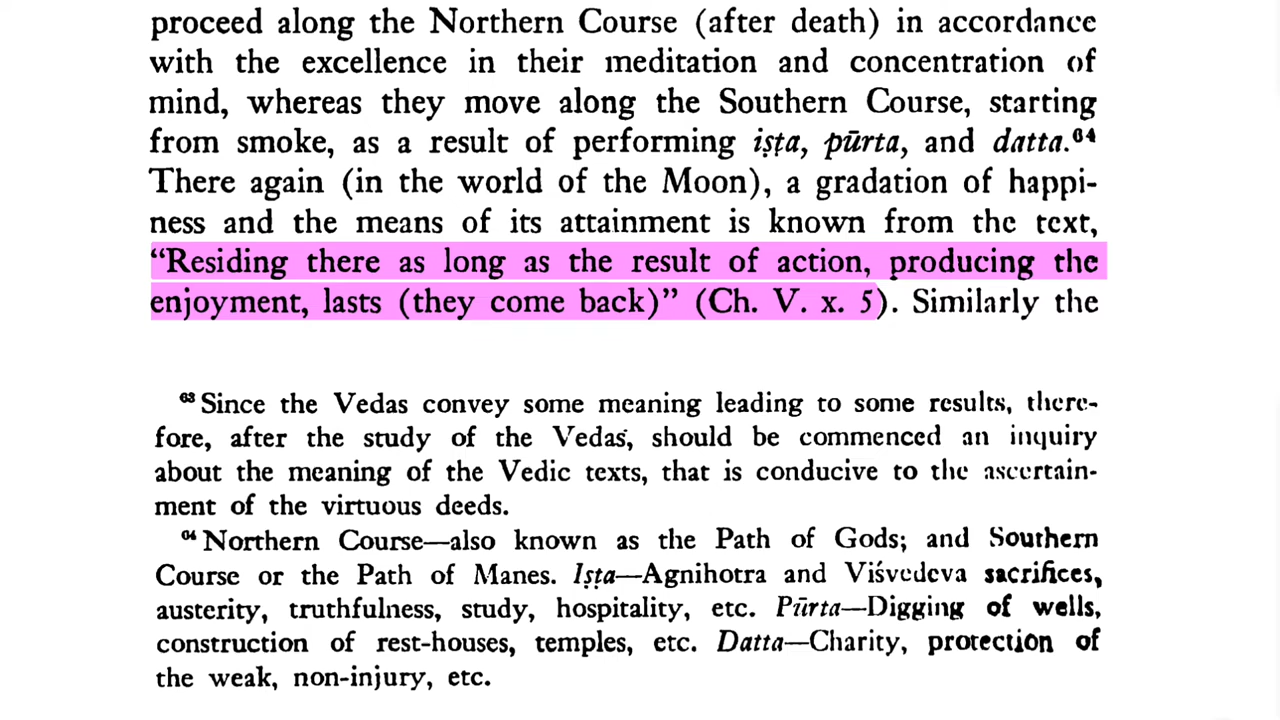 proceed along the Northern Course (after death) in accordance
with the excellence in their meditation and concentration of
mind, whereas they move along the Southern Course, starting
from smoke, as a result of performing iṣṭa, pūrta, and datta.⁶⁴
There again (in the world of the Moon), a gradation of happi-
ness and the means of its attainment is known from the text,
“Residing there as long as the result of action, producing the
enjoyment, lasts (they come back)” (Ch. V. x. 5). Similarly the
⁶³ Since the Vedas convey some meaning leading to some results, there-
fore, after the study of the Vedas, should be commenced an inquiry
about the meaning of the Vedic texts, that is conducive to the ascertain-
ment of the virtuous deeds.
⁶⁴ Northern Course—also known as the Path of Gods; and Southern
Course or the Path of Manes. Iṣṭa—Agnihotra and Viśvedeva sacrifices,
austerity, truthfulness, study, hospitality, etc. Pūrta—Digging of wells,
construction of rest-houses, temples, etc. Datta—Charity, protection of
the weak, non-injury, etc.